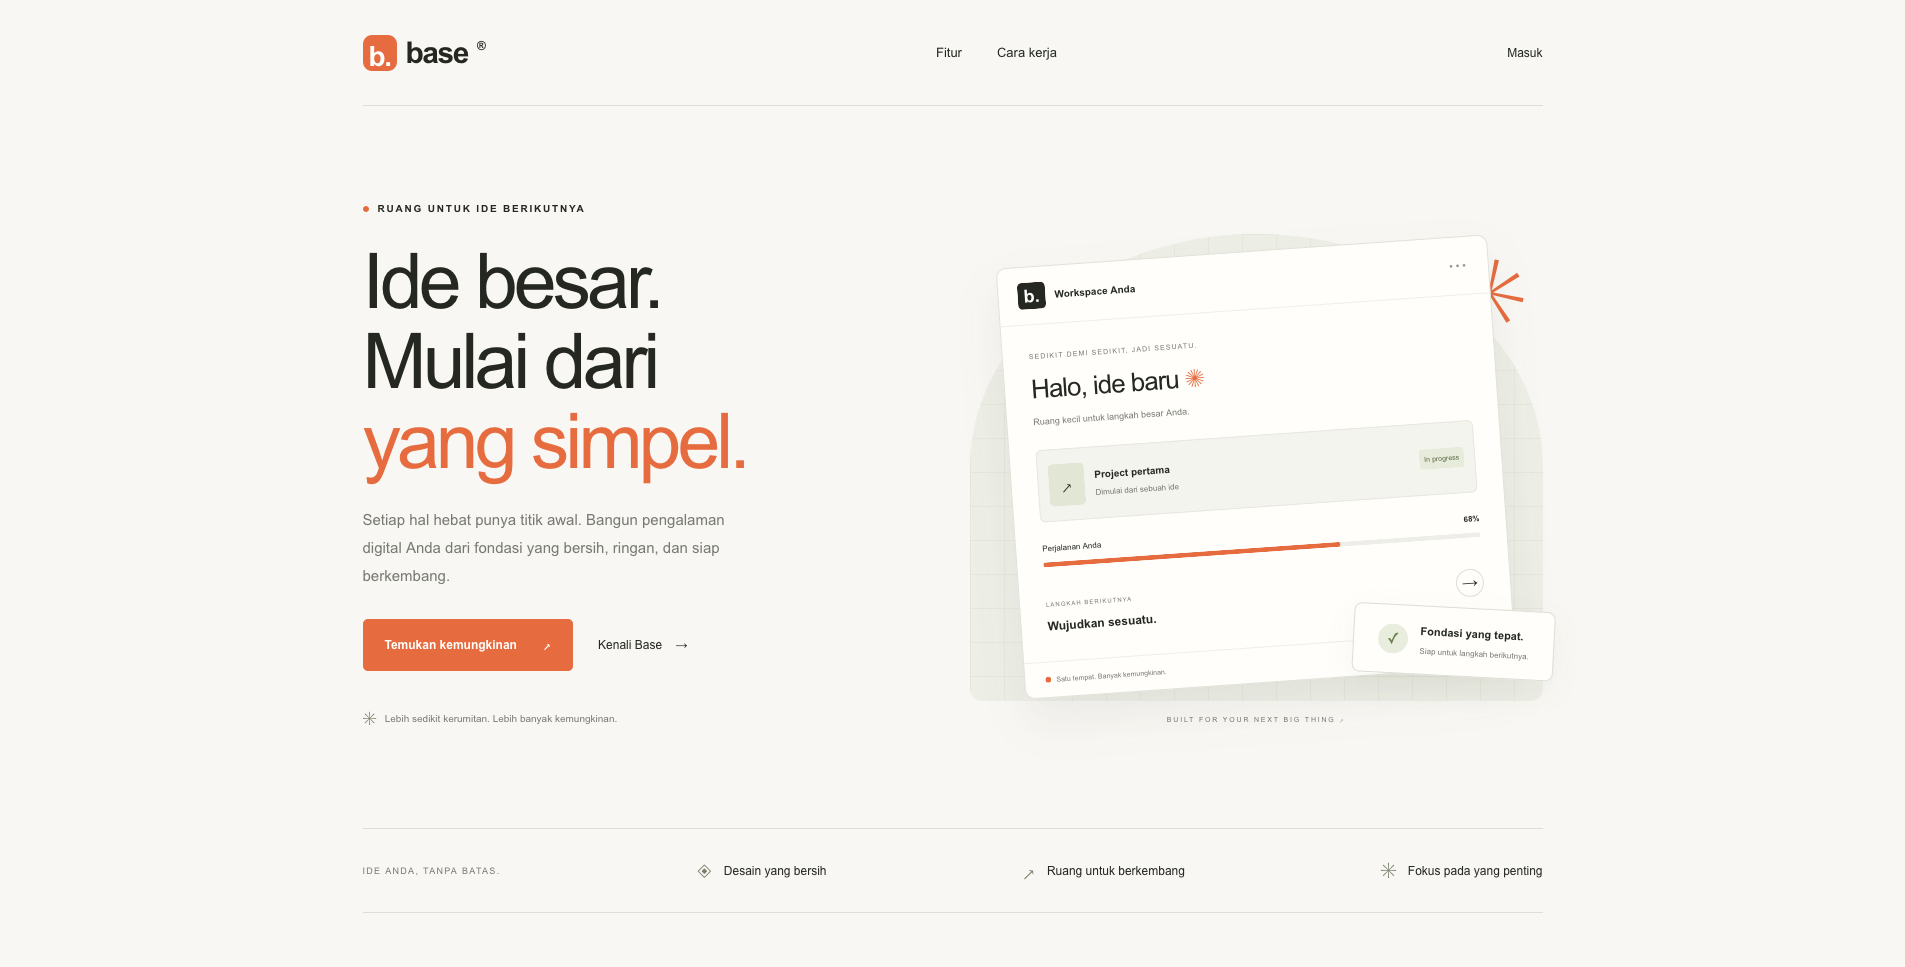 b. base ®
Fitur
Cara kerja
Masuk
RUANG UNTUK IDE BERIKUTNYA
Ide besar.
Mulai dari
yang simpel.
Setiap hal hebat punya titik awal. Bangun pengalaman
digital Anda dari fondasi yang bersih, ringan, dan siap
berkembang.
Temukan kemungkinan ↗
Kenali Base →
Lebih sedikit kerumitan. Lebih banyak kemungkinan.
b. Workspace Anda
SEDIKIT DEMI SEDIKIT, JADI SESUATU.
Halo, ide baru
Ruang kecil untuk langkah besar Anda.
Project pertama
Dimulai dari sebuah ide
In progress
Perjalanan Anda
68%
LANGKAH BERIKUTNYA
Wujudkan sesuatu.
Satu tempat. Banyak kemungkinan.
Fondasi yang tepat.
Siap untuk langkah berikutnya.
BUILT FOR YOUR NEXT BIG THING ↗
IDE ANDA, TANPA BATAS.
Desain yang bersih
Ruang untuk berkembang
Fokus pada yang penting